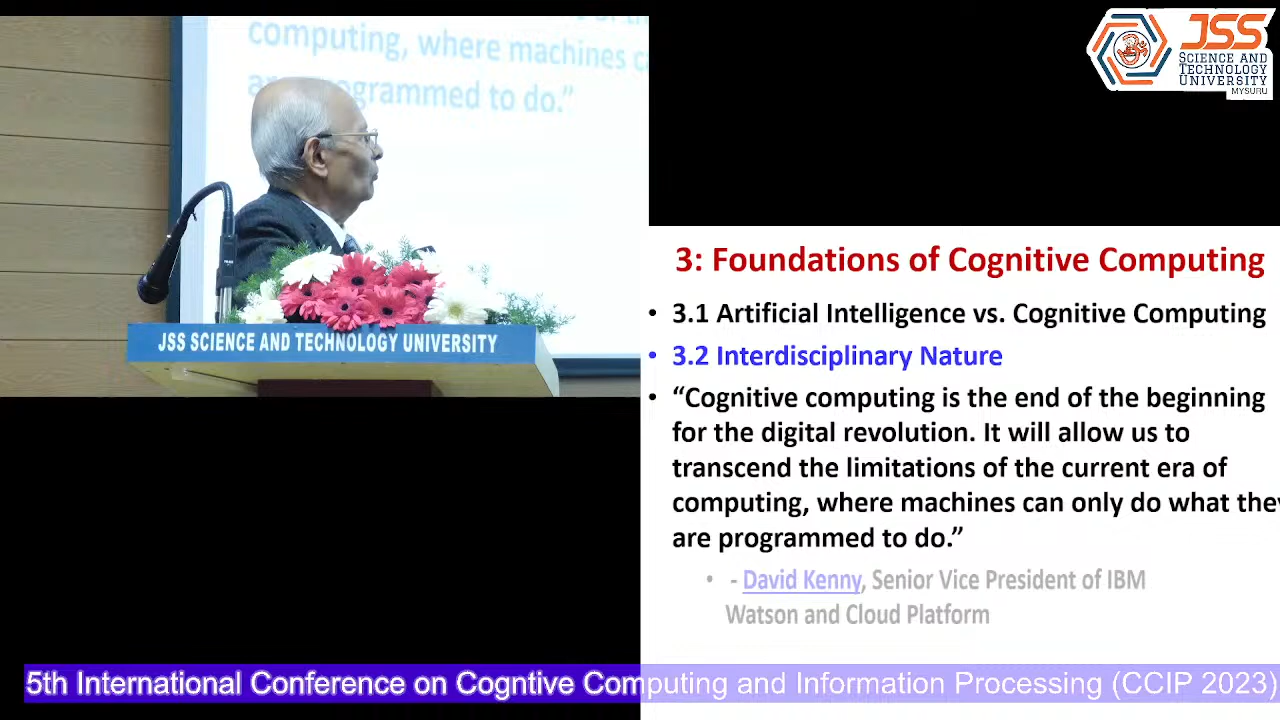 computing, where machines c
are programmed to do.”
JSS SCIENCE AND TECHNOLOGY UNIVERSITY
JSS
SCIENCE AND
TECHNOLOGY
UNIVERSITY
MYSURU
3: Foundations of Cognitive Computing
• 3.1 Artificial Intelligence vs. Cognitive Computing
• 3.2 Interdisciplinary Nature
• “Cognitive computing is the end of the beginning
for the digital revolution. It will allow us to
transcend the limitations of the current era of
computing, where machines can only do what they
are programmed to do.”
• - David Kenny, Senior Vice President of IBM
Watson and Cloud Platform
5th International Conference on Cogntive Computing and Information Processing (CCIP 2023)